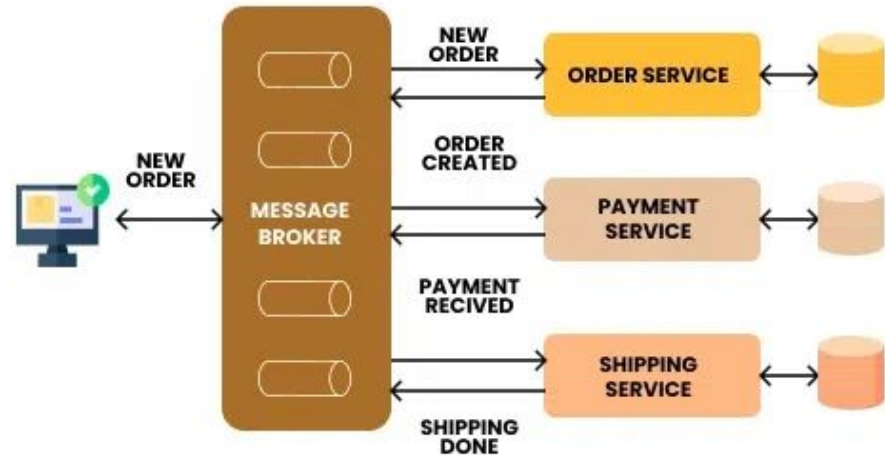 NEW
ORDER
ORDER SERVICE
ORDER
CREATED
NEW
ORDER
MESSAGE
BROKER
PAYMENT
SERVICE
PAYMENT
RECIVED
SHIPPING
SERVICE
SHIPPING
DONE